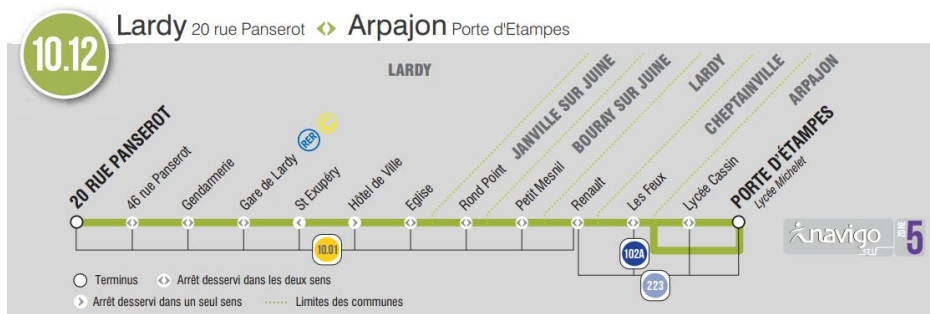 10.12
Lardy 20 rue Panserot <> Arpajon Porte d'Etampes
LARDY
JANVILLE SUR JUINE
BOURAY SUR JUINE
LARDY
CHEPTAINVILLE
ARPAJON
20 RUE PANSEROT
46 rue Panserot
Gendarmerie
Gare de Lardy RER C
St Exupéry
Hôtel de Ville
Eglise
Rond Point
Petit Mesnil
Renault
Les Feux
Lycée Cassin
PORTE D'ÉTAMPES
Lycée Michelet
10.01
102A
223
navigo
stif
ZONE 5
Terminus
Arrêt desservi dans les deux sens
Arrêt desservi dans un seul sens
Limites des communes